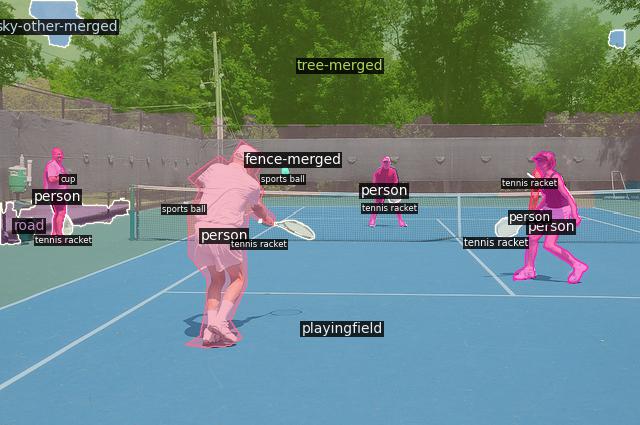 sky-other-merged
tree-merged
fence-merged
sports ball
cup
person
person
tennis racket
sports ball
tennis racket
person
person
road
person
tennis racket
tennis racket
tennis racket
playingfield